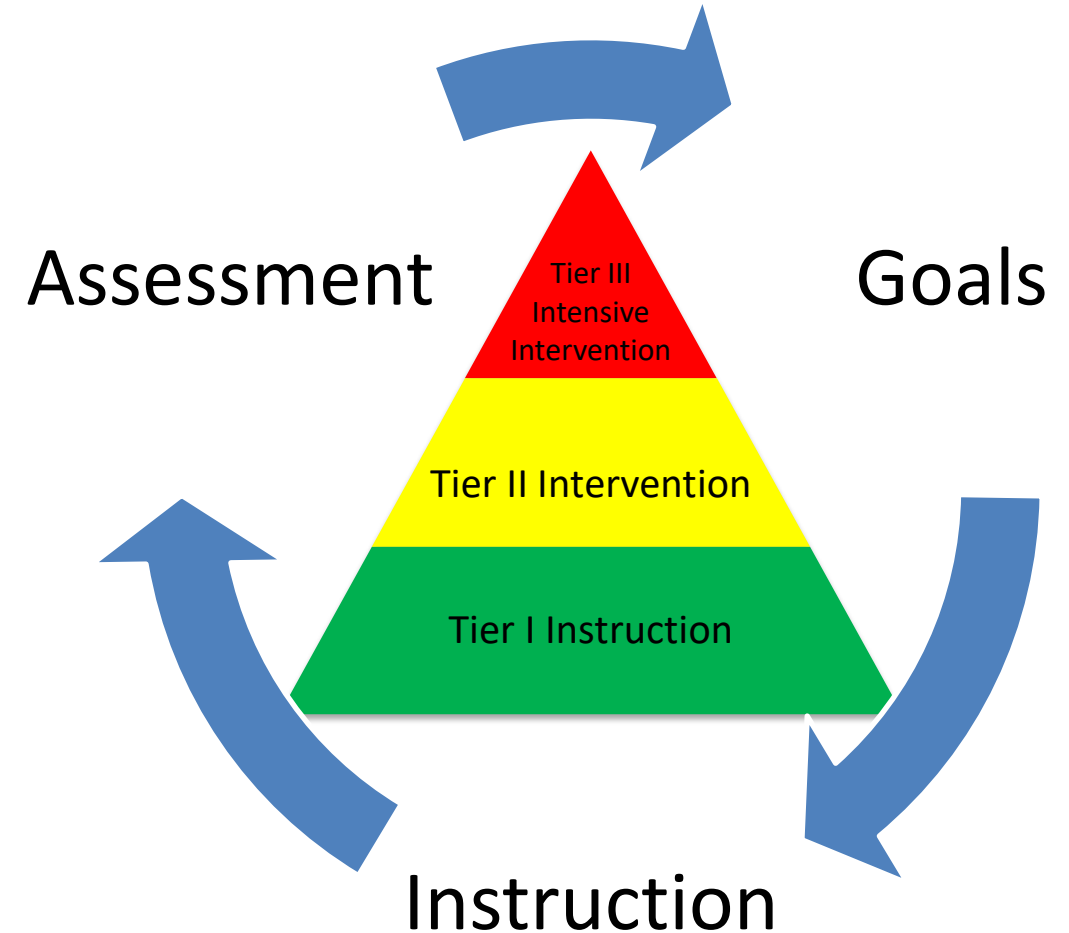 Assessment
Goals
Tier III
Intensive
Intervention
Tier II Intervention
Tier I Instruction
Instruction